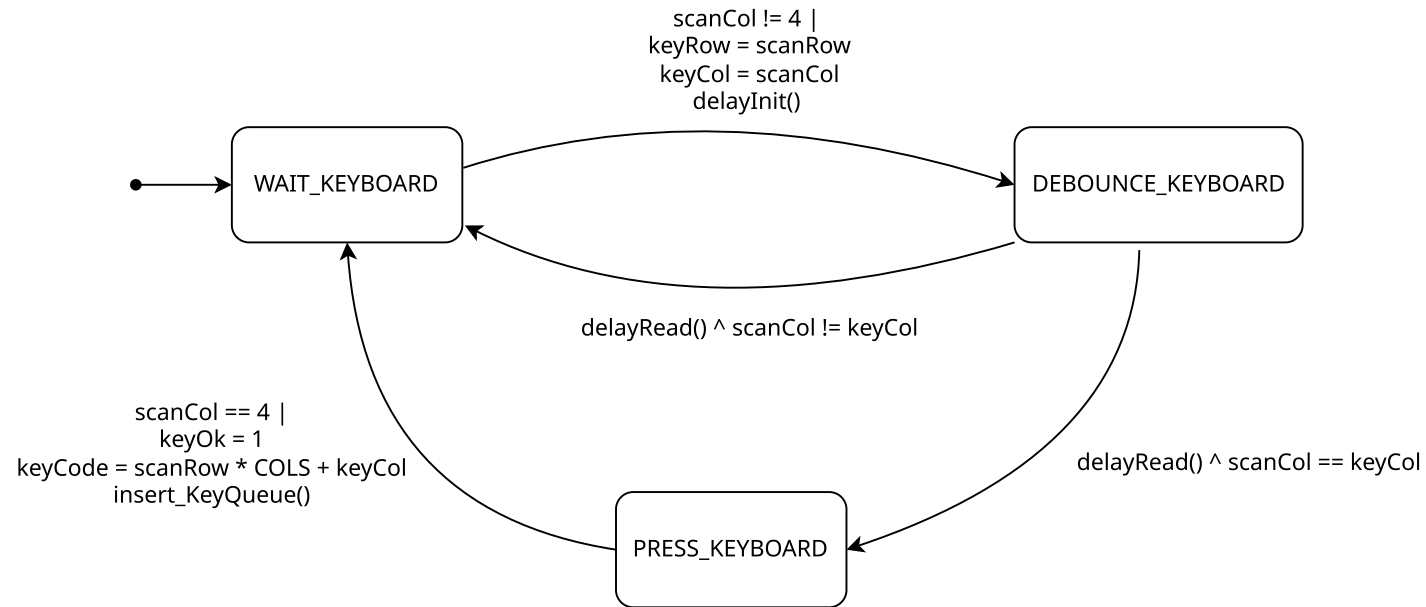 scanCol != 4 |
keyRow = scanRow
keyCol = scanCol
delayInit()
WAIT_KEYBOARD
DEBOUNCE_KEYBOARD
delayRead() ^ scanCol != keyCol
scanCol == 4 |
keyOk = 1
keyCode = scanRow * COLS + keyCol
insert_KeyQueue()
delayRead() ^ scanCol == keyCol
PRESS_KEYBOARD